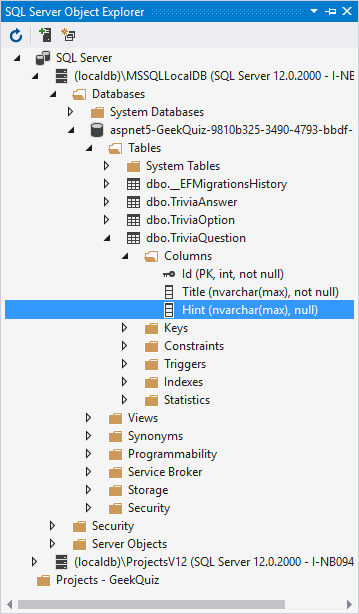 SQL Server Object Explorer
SQL Server
(localdb)\MSSQLLocalDB (SQL Server 12.0.2000 - I-NB
Databases
System Databases
aspnet5-GeekQuiz-9810b325-3490-4793-bbdf-
Tables
System Tables
dbo.__EFMigrationsHistory
dbo.TriviaAnswer
dbo.TriviaOption
dbo.TriviaQuestion
Columns
Id (PK, int, not null)
Title (nvarchar(max), not null)
Hint (nvarchar(max), null)
Keys
Constraints
Triggers
Indexes
Statistics
Views
Synonyms
Programmability
Service Broker
Storage
Security
Security
Server Objects
(localdb)\ProjectsV12 (SQL Server 12.0.2000 - I-NB094
Projects - GeekQuiz